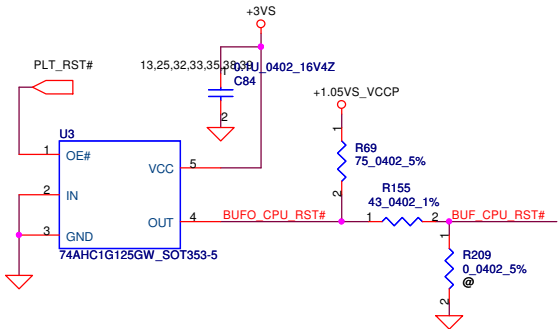 +3VS
PLT_RST#
13,25,32,33,35,38,39
1
0.1U_0402_16V4Z
C84
2
+1.05VS_VCCP
U3
1
OE#
VCC
5
2
IN
3
GND
OUT
4
BUFO_CPU_RST#
74AHC1G125GW_SOT353-5
1
R69
75_0402_5%
2
R155
43_0402_1%
1
2
BUF_CPU_RST#
1
R209
0_0402_5%
@
2